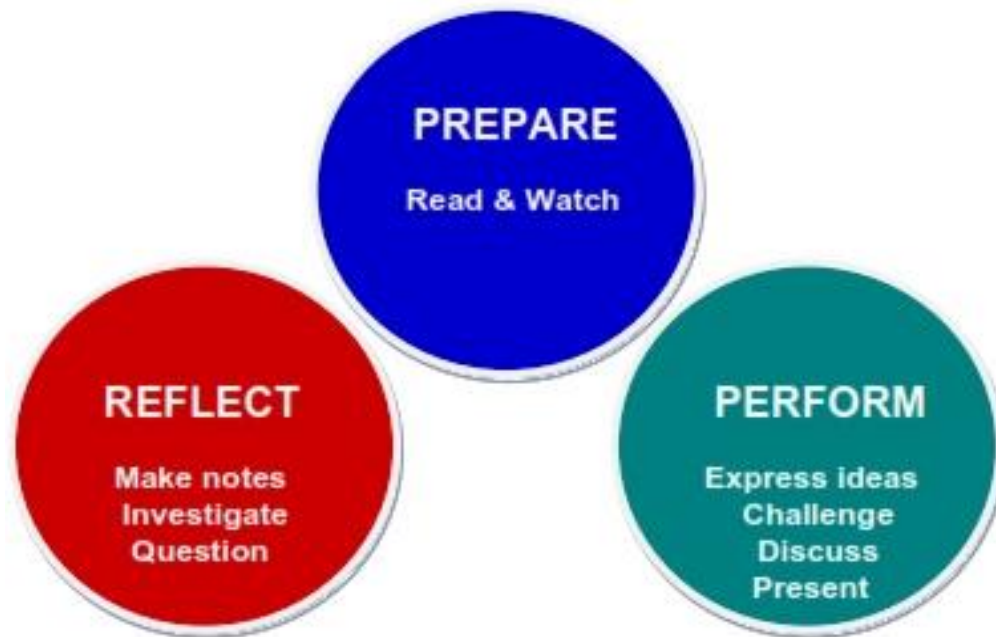 PREPARE
Read & Watch
REFLECT
Make notes
Investigate
Question
PERFORM
Express ideas
Challenge
Discuss
Present